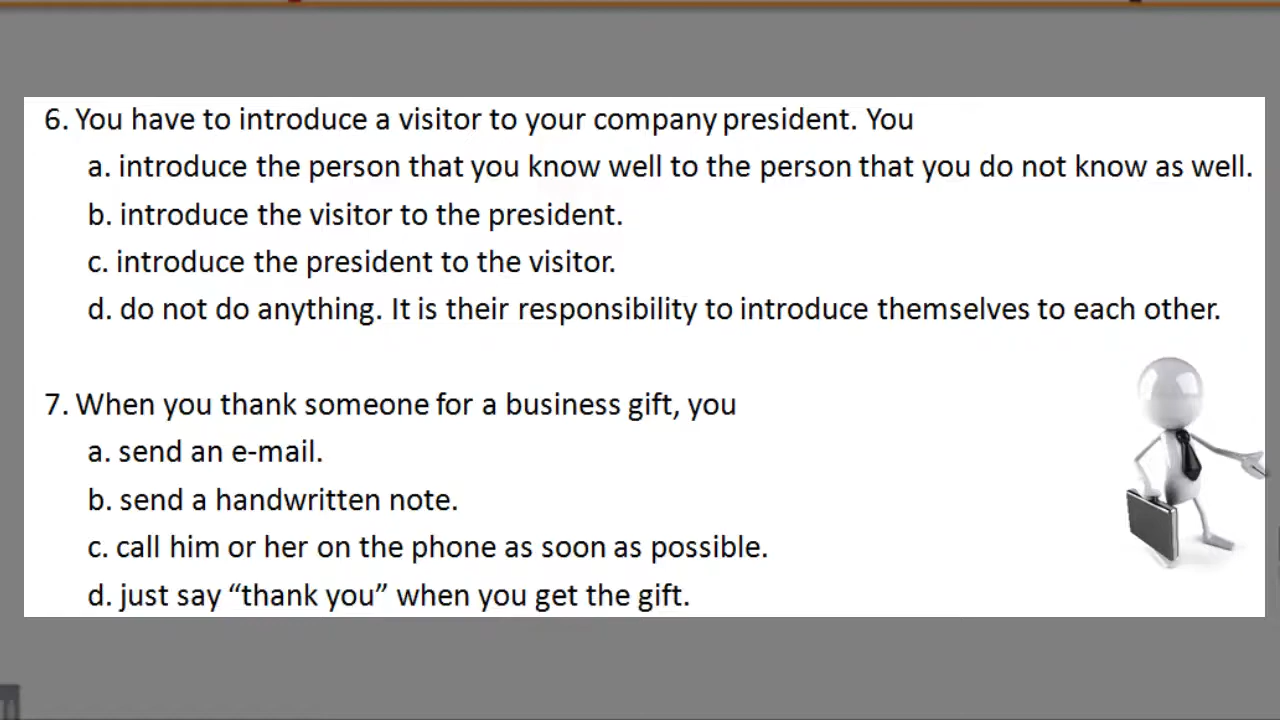 6. You have to introduce a visitor to your company president. You
a. introduce the person that you know well to the person that you do not know as well.
b. introduce the visitor to the president.
c. introduce the president to the visitor.
d. do not do anything. It is their responsibility to introduce themselves to each other.
7. When you thank someone for a business gift, you
a. send an e-mail.
b. send a handwritten note.
c. call him or her on the phone as soon as possible.
d. just say “thank you” when you get the gift.